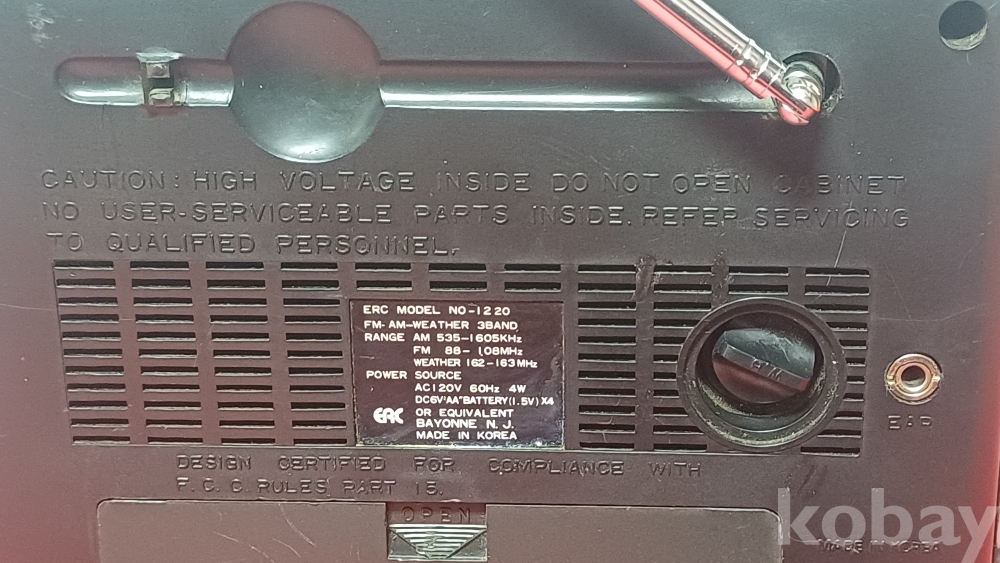 CAUTION: HIGH VOLTAGE INSIDE DO NOT OPEN CABINET
NO USER-SERVICEABLE PARTS INSIDE. REFER SERVICING
TO QUALIFIED PERSONNEL.
ERC MODEL NO-1220
FM-AM-WEATHER 3BAND
RANGE AM 535-1605KHz
FM 88-108MHz
WEATHER 162-163MHz
POWER SOURCE
AC120V 60Hz 4W
DC6V"AA"BATTERY(1.5V)X4
ERC OR EQUIVALENT
BAYONNE N. J.
MADE IN KOREA
EAR
DESIGN CERTIFIED FOR COMPLIANCE WITH
F. C. C. RULES PART 15.
OPEN
kobay
MADE IN KOREA